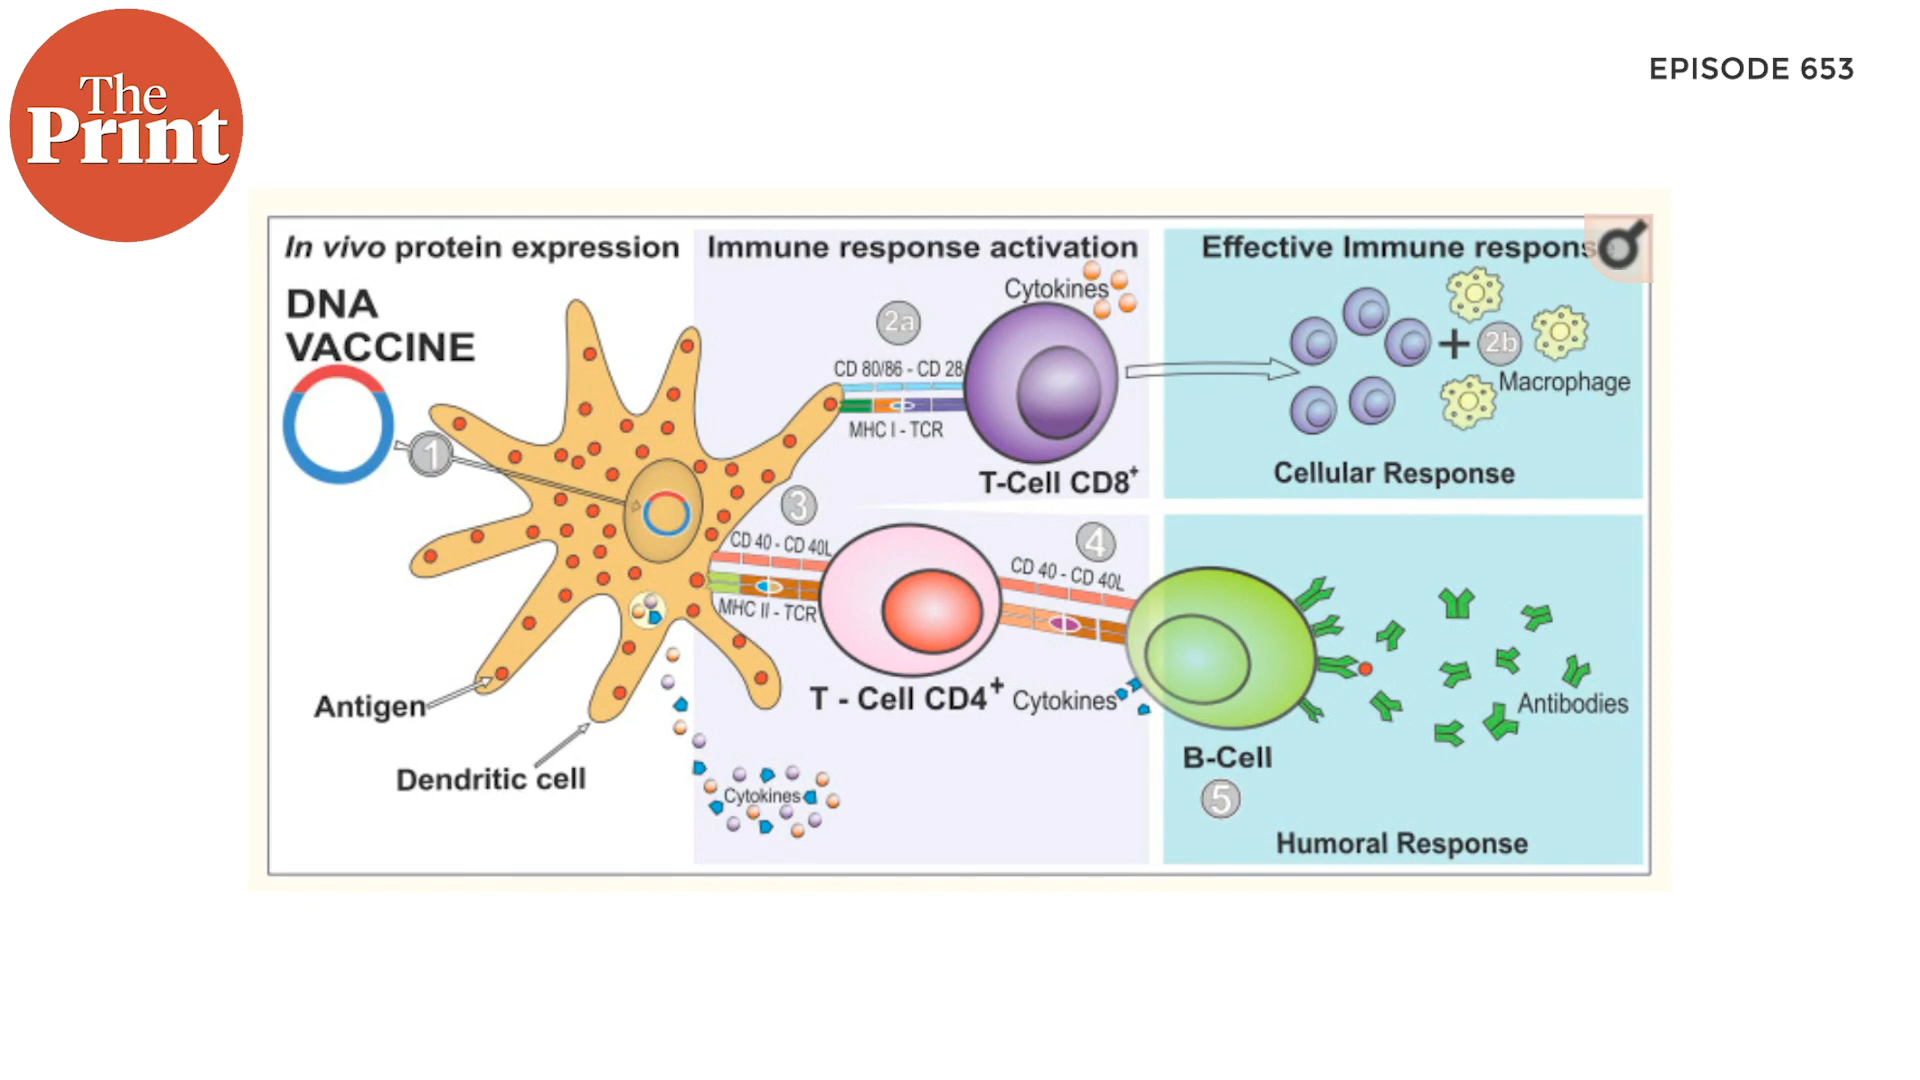 The
Print
EPISODE 653
In vivo protein expression
Immune response activation
Effective Immune respons
DNA
VACCINE
1
2a
Cytokines
CD 80/86 - CD 28
MHC I - TCR
T-Cell CD8+
+
2b
Macrophage
Cellular Response
3
CD 40 - CD 40L
MHC II - TCR
T - Cell CD4+
4
CD 40 - CD 40L
Cytokines
Antigen
Dendritic cell
Cytokines
B-Cell
5
Antibodies
Humoral Response